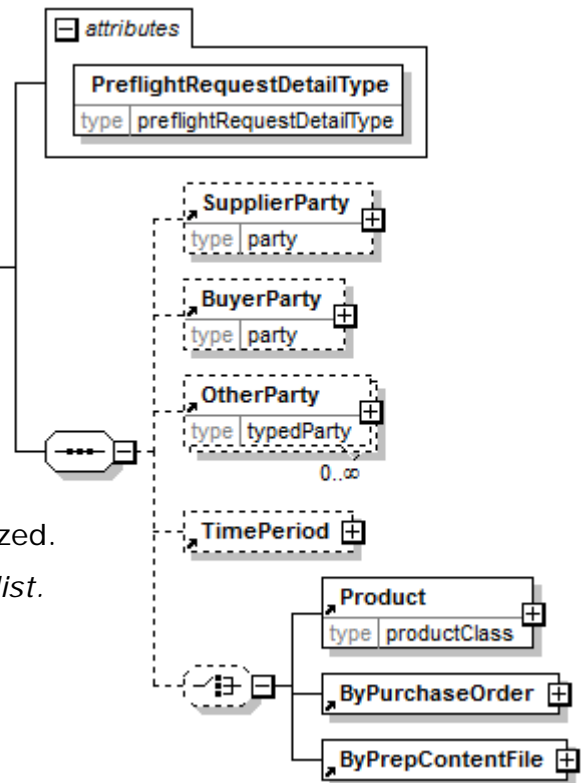 attributes
PreflightRequestDetailType
type preflightRequestDetailType
SupplierParty
type party
BuyerParty
type party
OtherParty
type typedParty
0..∞
zed.
TimePeriod
list.
Product
type productClass
ByPurchaseOrder
ByPrepContentFile